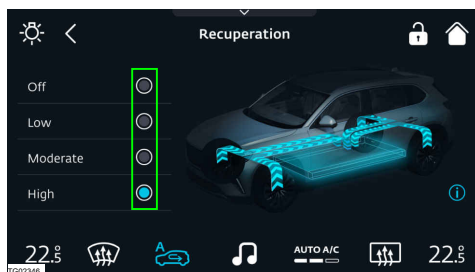 Recuperation
Off
Low
Moderate
High
A
22.5
AUTO A/C
22.5
TG02346